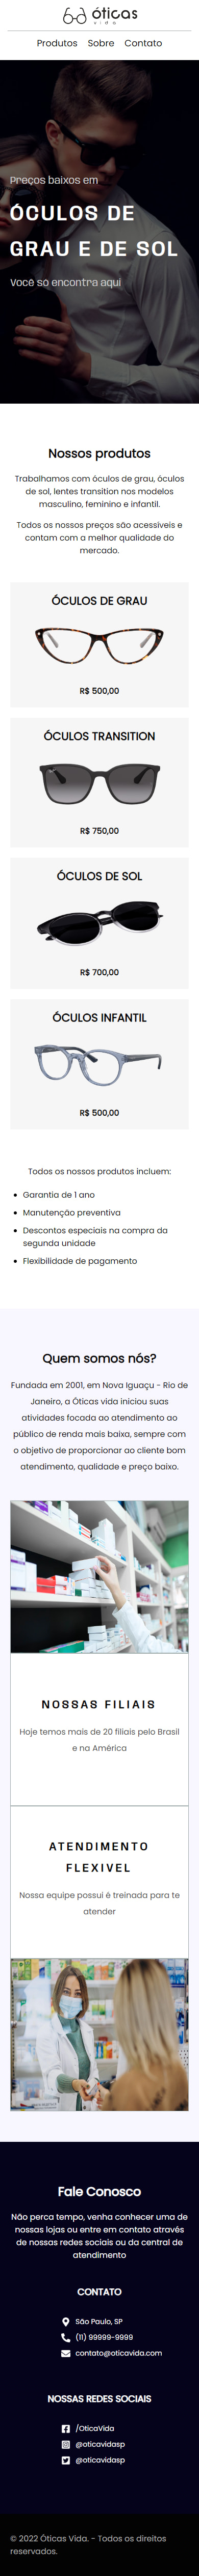 óticas
vida
Produtos Sobre Contato
Preços baixos em
ÓCULOS DE
GRAU E DE SOL
Você só encontra aqui
Nossos produtos
Trabalhamos com óculos de grau, óculos
de sol, lentes transition nos modelos
masculino, feminino e infantil.
Todos os nossos preços são acessíveis e
contam com a melhor qualidade do
mercado.
ÓCULOS DE GRAU
R$ 500,00
ÓCULOS TRANSITION
R$ 750,00
ÓCULOS DE SOL
R$ 700,00
ÓCULOS INFANTIL
R$ 500,00
Todos os nossos produtos incluem:
• Garantia de 1 ano
• Manutenção preventiva
• Descontos especiais na compra da
segunda unidade
• Flexibilidade de pagamento
Quem somos nós?
Fundada em 2001, em Nova Iguaçu - Rio de
Janeiro, a Óticas vida iniciou suas
atividades focada ao atendimento ao
público de renda mais baixa, sempre com
o objetivo de proporcionar ao cliente bom
atendimento, qualidade e preço baixo.
NOSSAS FILIAIS
Hoje temos mais de 20 filiais pelo Brasil
e na América
ATENDIMENTO
FLEXIVEL
Nossa equipe possui é treinada para te
atender
Fale Conosco
Não perca tempo, venha conhecer uma de
nossas lojas ou entre em contato através
de nossas redes sociais ou da central de
atendimento
CONTATO
São Paulo, SP
(11) 99999-9999
contato@oticavida.com
NOSSAS REDES SOCIAIS
/OticaVida
@oticavidasp
@oticavidasp
© 2022 Óticas Vida. - Todos os direitos
reservados.